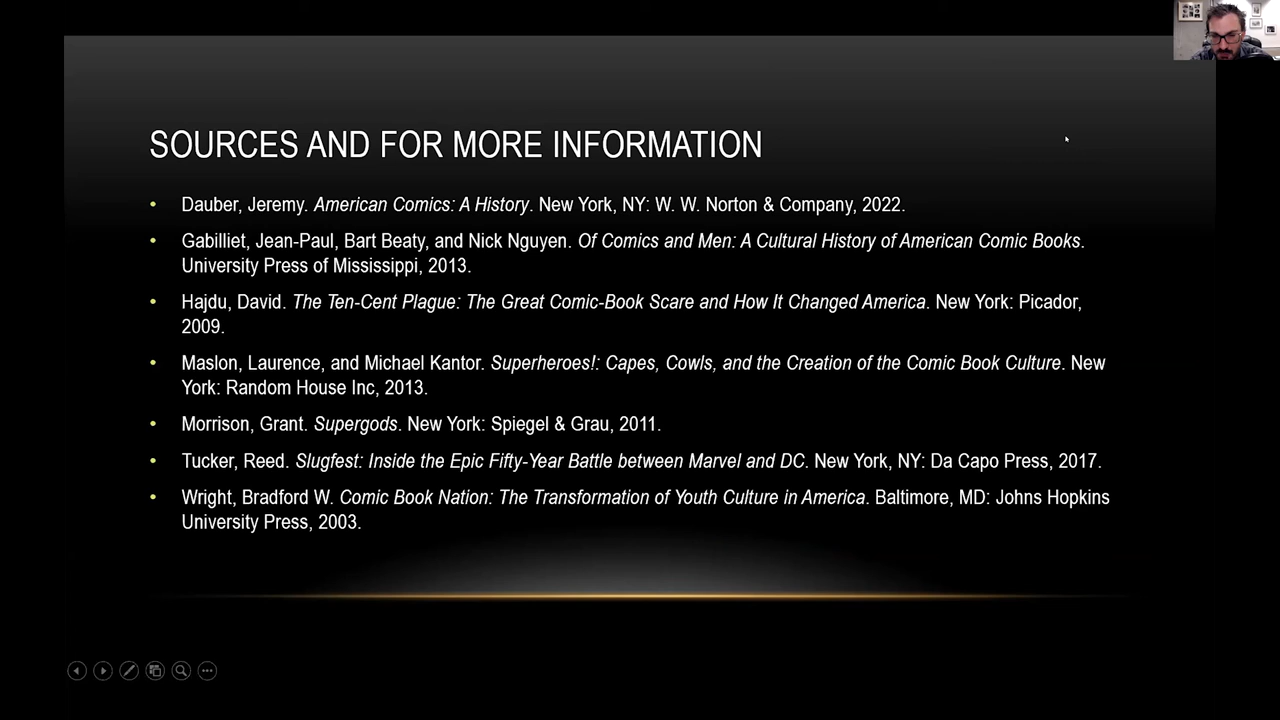 SOURCES AND FOR MORE INFORMATION
• Dauber, Jeremy. American Comics: A History. New York, NY: W. W. Norton & Company, 2022.
• Gabilliet, Jean-Paul, Bart Beaty, and Nick Nguyen. Of Comics and Men: A Cultural History of American Comic Books.
University Press of Mississippi, 2013.
• Hajdu, David. The Ten-Cent Plague: The Great Comic-Book Scare and How It Changed America. New York: Picador,
2009.
• Maslon, Laurence, and Michael Kantor. Superheroes!: Capes, Cowls, and the Creation of the Comic Book Culture. New
York: Random House Inc, 2013.
• Morrison, Grant. Supergods. New York: Spiegel & Grau, 2011.
• Tucker, Reed. Slugfest: Inside the Epic Fifty-Year Battle between Marvel and DC. New York, NY: Da Capo Press, 2017.
• Wright, Bradford W. Comic Book Nation: The Transformation of Youth Culture in America. Baltimore, MD: Johns Hopkins
University Press, 2003.